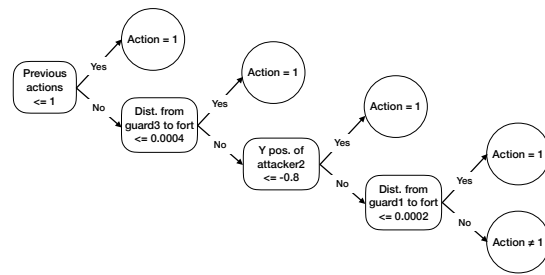 Previous
actions
<= 1
Yes
Action = 1
No
Dist. from
guard3 to fort
<= 0.0004
Yes
Action = 1
No
Y pos. of
attacker2
<= -0.8
Yes
Action = 1
No
Dist. from
guard1 to fort
<= 0.0002
Yes
Action = 1
No
Action ≠ 1